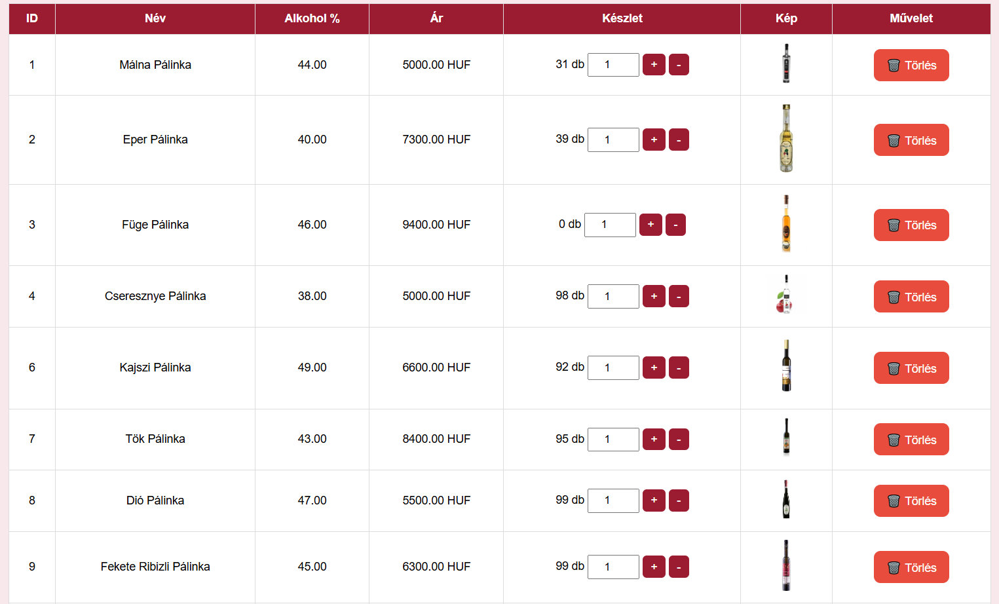 ID Név Alkohol % Ár Készlet Kép Művelet
1 Málna Pálinka 44.00 5000.00 HUF 31 db 1 + - Törlés
2 Eper Pálinka 40.00 7300.00 HUF 39 db 1 + - Törlés
3 Füge Pálinka 46.00 9400.00 HUF 0 db 1 + - Törlés
4 Cseresznye Pálinka 38.00 5000.00 HUF 98 db 1 + - Törlés
6 Kajszi Pálinka 49.00 6600.00 HUF 92 db 1 + - Törlés
7 Tök Pálinka 43.00 8400.00 HUF 95 db 1 + - Törlés
8 Dió Pálinka 47.00 5500.00 HUF 99 db 1 + - Törlés
9 Fekete Ribizli Pálinka 45.00 6300.00 HUF 99 db 1 + - Törlés